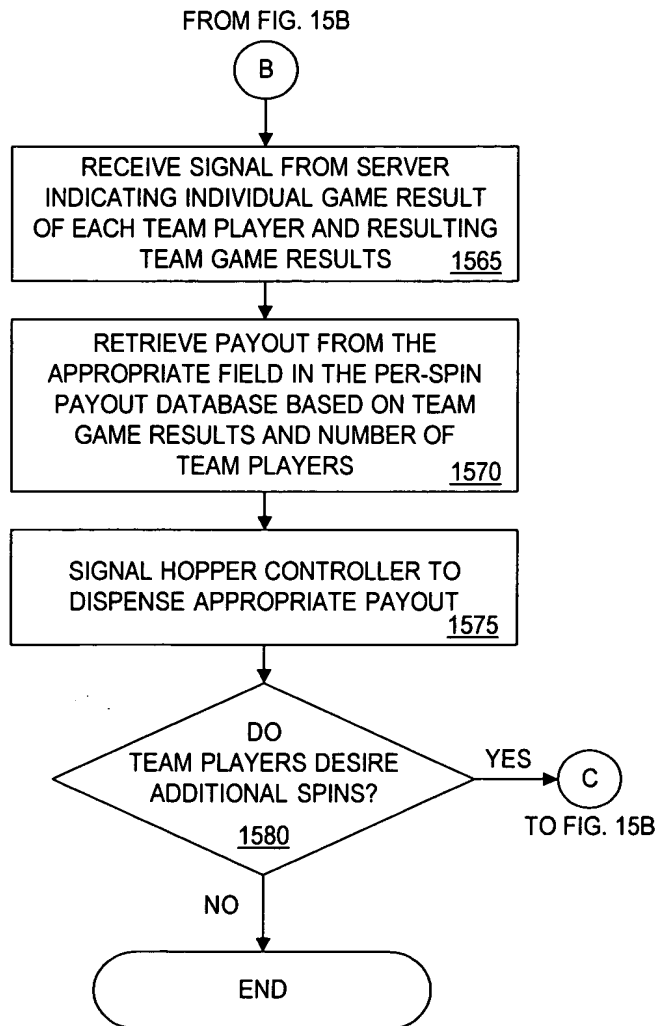 FROM FIG. 15B
B
RECEIVE SIGNAL FROM SERVER
INDICATING INDIVIDUAL GAME RESULT
OF EACH TEAM PLAYER AND RESULTING
TEAM GAME RESULTS 1565
RETRIEVE PAYOUT FROM THE
APPROPRIATE FIELD IN THE PER-SPIN
PAYOUT DATABASE BASED ON TEAM
GAME RESULTS AND NUMBER OF
TEAM PLAYERS 1570
SIGNAL HOPPER CONTROLLER TO
DISPENSE APPROPRIATE PAYOUT
1575
DO
TEAM PLAYERS DESIRE
ADDITIONAL SPINS?
1580
YES
C
TO FIG. 15B
NO
END